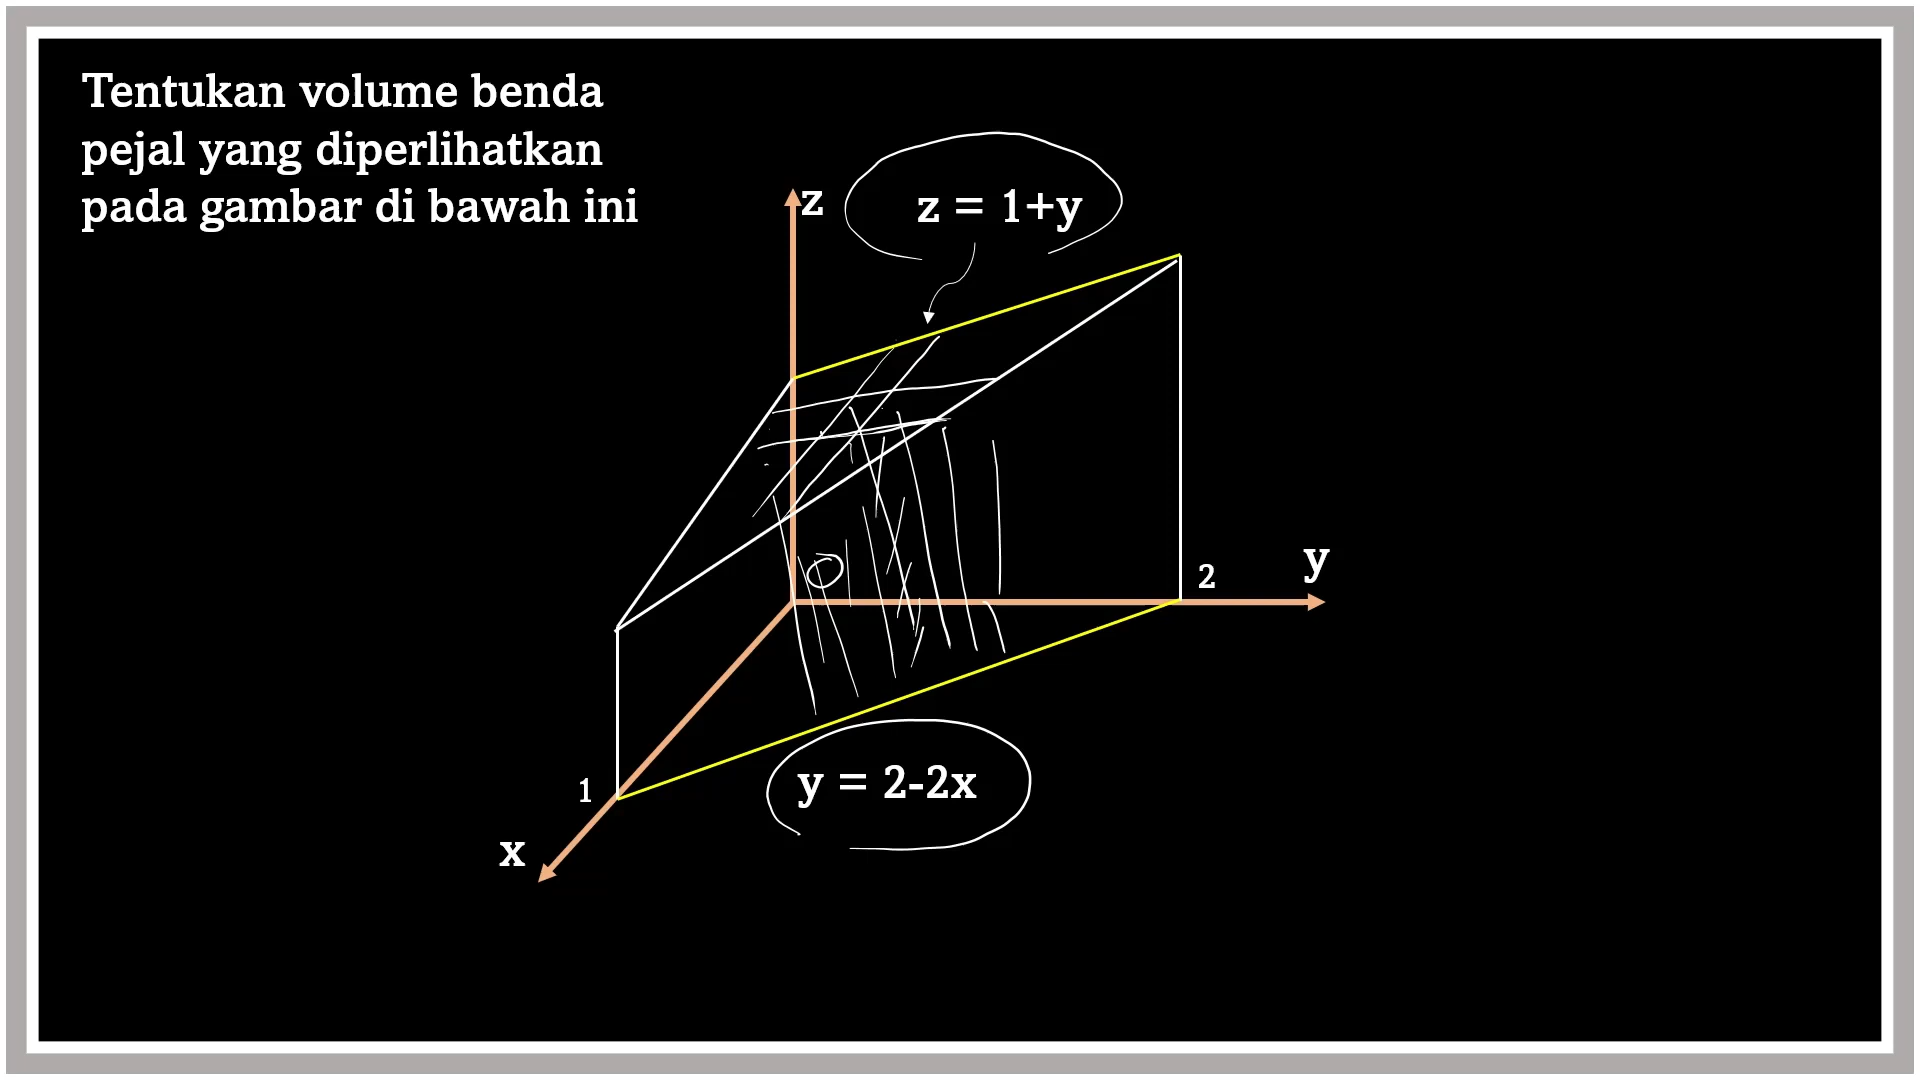 Tentukan volume benda
pejal yang diperlihatkan
pada gambar di bawah ini
z
z = 1+y
y
2
y = 2-2x
1
x